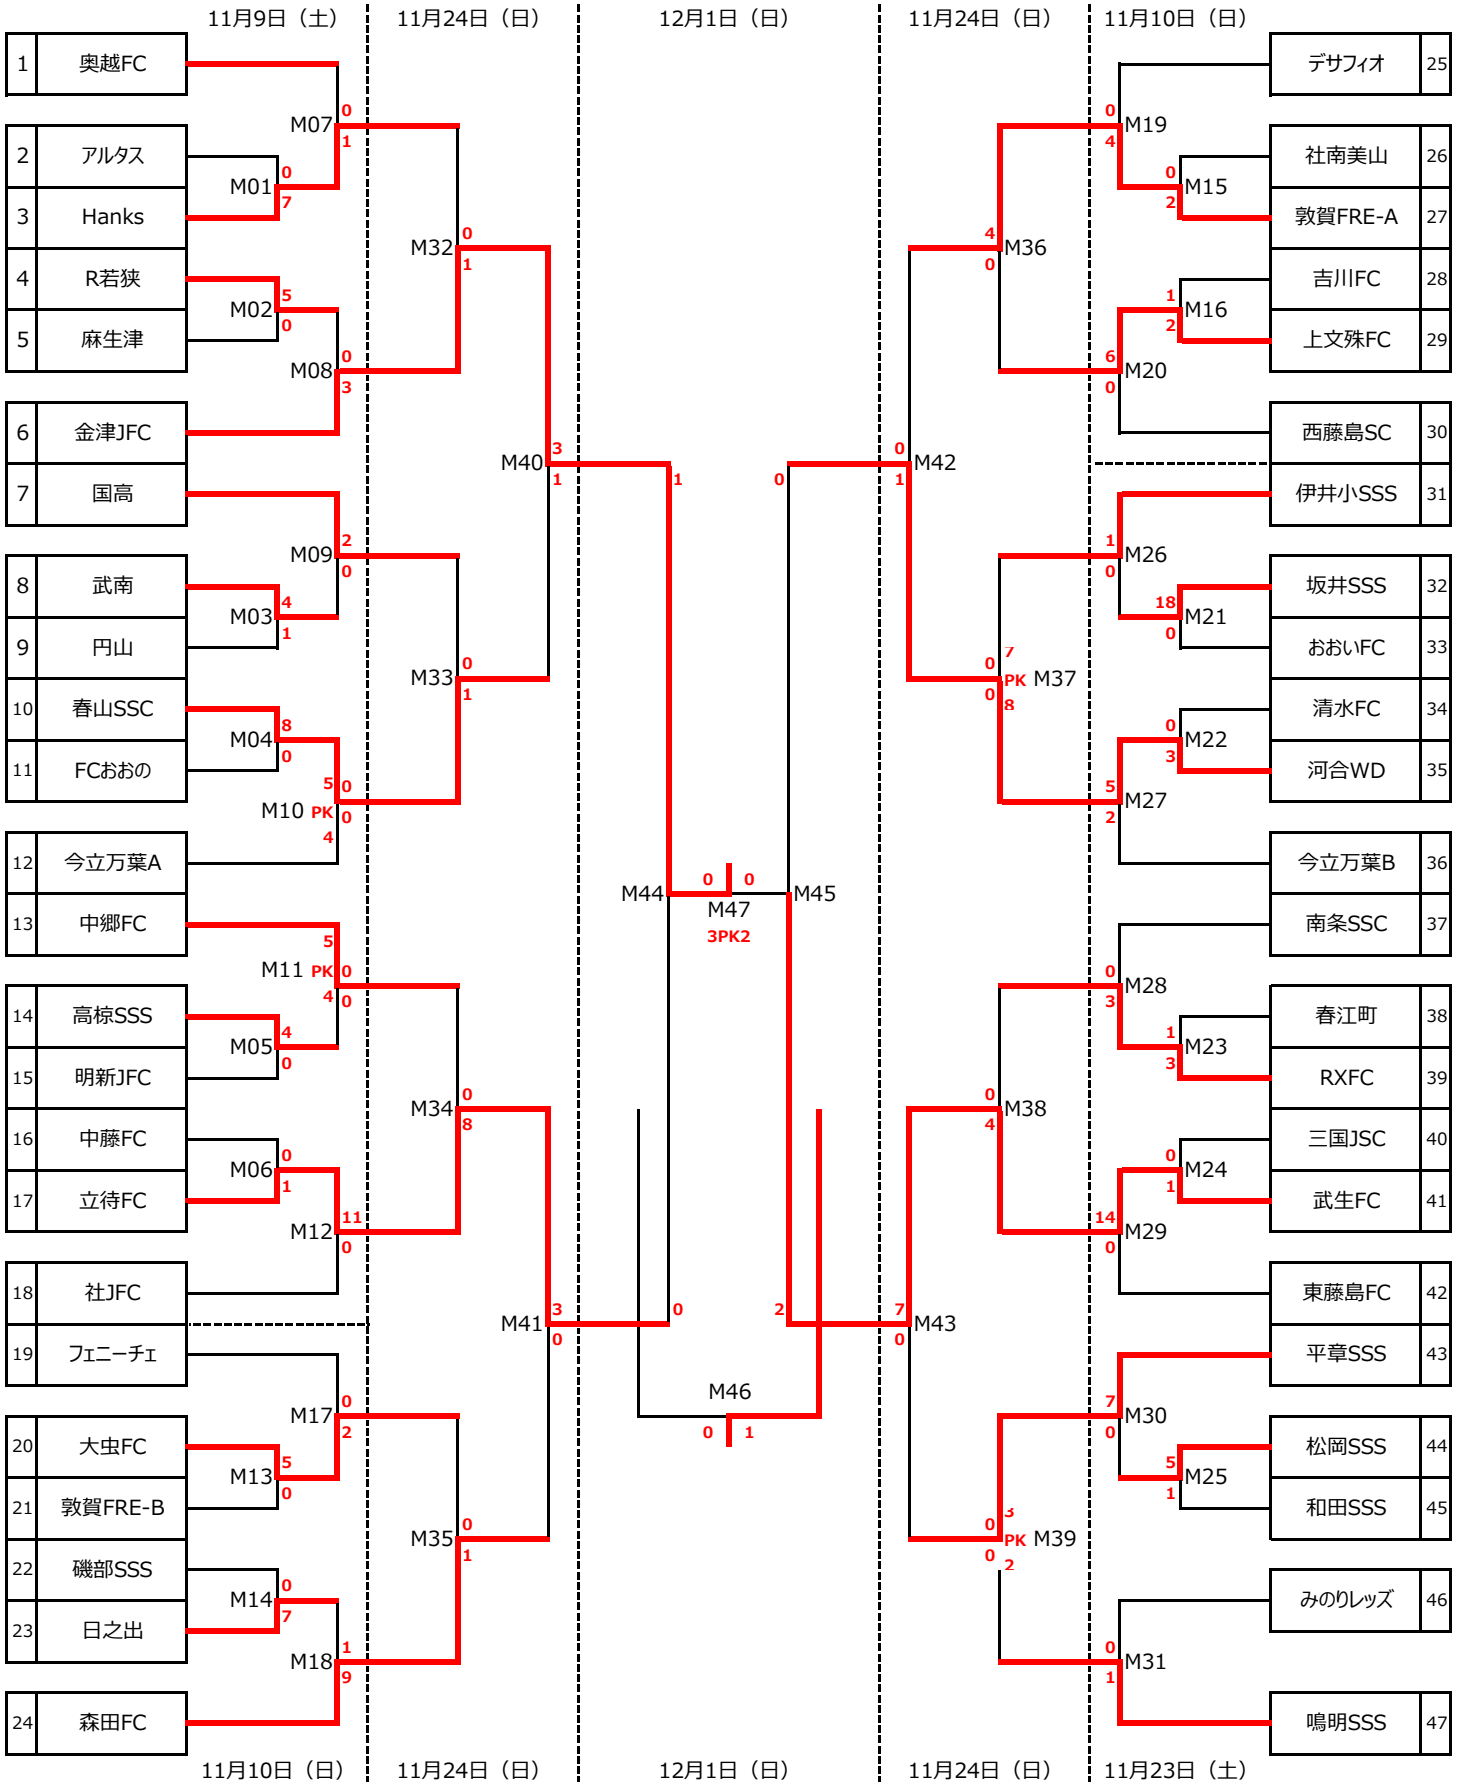 11月9日（土） 11月24日（日） 12月1日（日） 11月24日（日） 11月10日（日）
1 奥越FC
2 アルタス
3 Hanks
4 R若狭
5 麻生津
6 金津JFC
7 国高
8 武南
9 円山
10 春山SSC
11 FCおおの
12 今立万葉A
13 中郷FC
14 高椋SSS
15 明新JFC
16 中藤FC
17 立待FC
18 社JFC
19 フェニーチェ
20 大虫FC
21 敦賀FRE-B
22 磯部SSS
23 日之出
24 森田FC
M01 0 7
M02 5 0
M03 4 1
M04 8 0
M05 4 0
M06 0 1
M13 5 0
M14 0 7
M07 0 1
M08 0 3
M09 2 0
M10 5 PK 4 0 0
M11 5 PK 4 0 0
M12 11 0
M17 0 2
M18 1 9
M32 0 1
M33 0 1
M34 0 8
M35 0 1
M40 3 1
M41 3 0
M44 1 0
M47 0 0
3PK2
M46 0 1
M45 0 2
M42 0 1
M43 7 0
M36 4 0
M37 0 0 7 PK 8
M38 0 4
M39 0 0 3 PK 2
M19 0 4
M20 6 0
M26 1 0
M27 5 2
M28 0 3
M29 14 0
M30 7 0
M31 0 1
M15 0 2
M16 1 2
M21 18 0
M22 0 3
M23 1 3
M24 0 1
M25 5 1
デサフィオ 25
社南美山 26
敦賀FRE-A 27
吉川FC 28
上文殊FC 29
西藤島SC 30
伊井小SSS 31
坂井SSS 32
おおいFC 33
清水FC 34
河合WD 35
今立万葉B 36
南条SSC 37
春江町 38
RXFC 39
三国JSC 40
武生FC 41
東藤島FC 42
平章SSS 43
松岡SSS 44
和田SSS 45
みのりレッズ 46
鳴明SSS 47
11月10日（日） 11月24日（日） 12月1日（日） 11月24日（日） 11月23日（土）